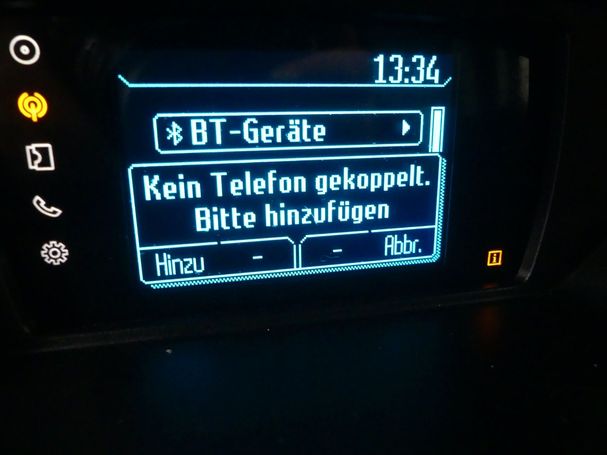 13:34
BT-Geräte
Kein Telefon gekoppelt.
Bitte hinzufügen
Hinzu - - Abbr.
i